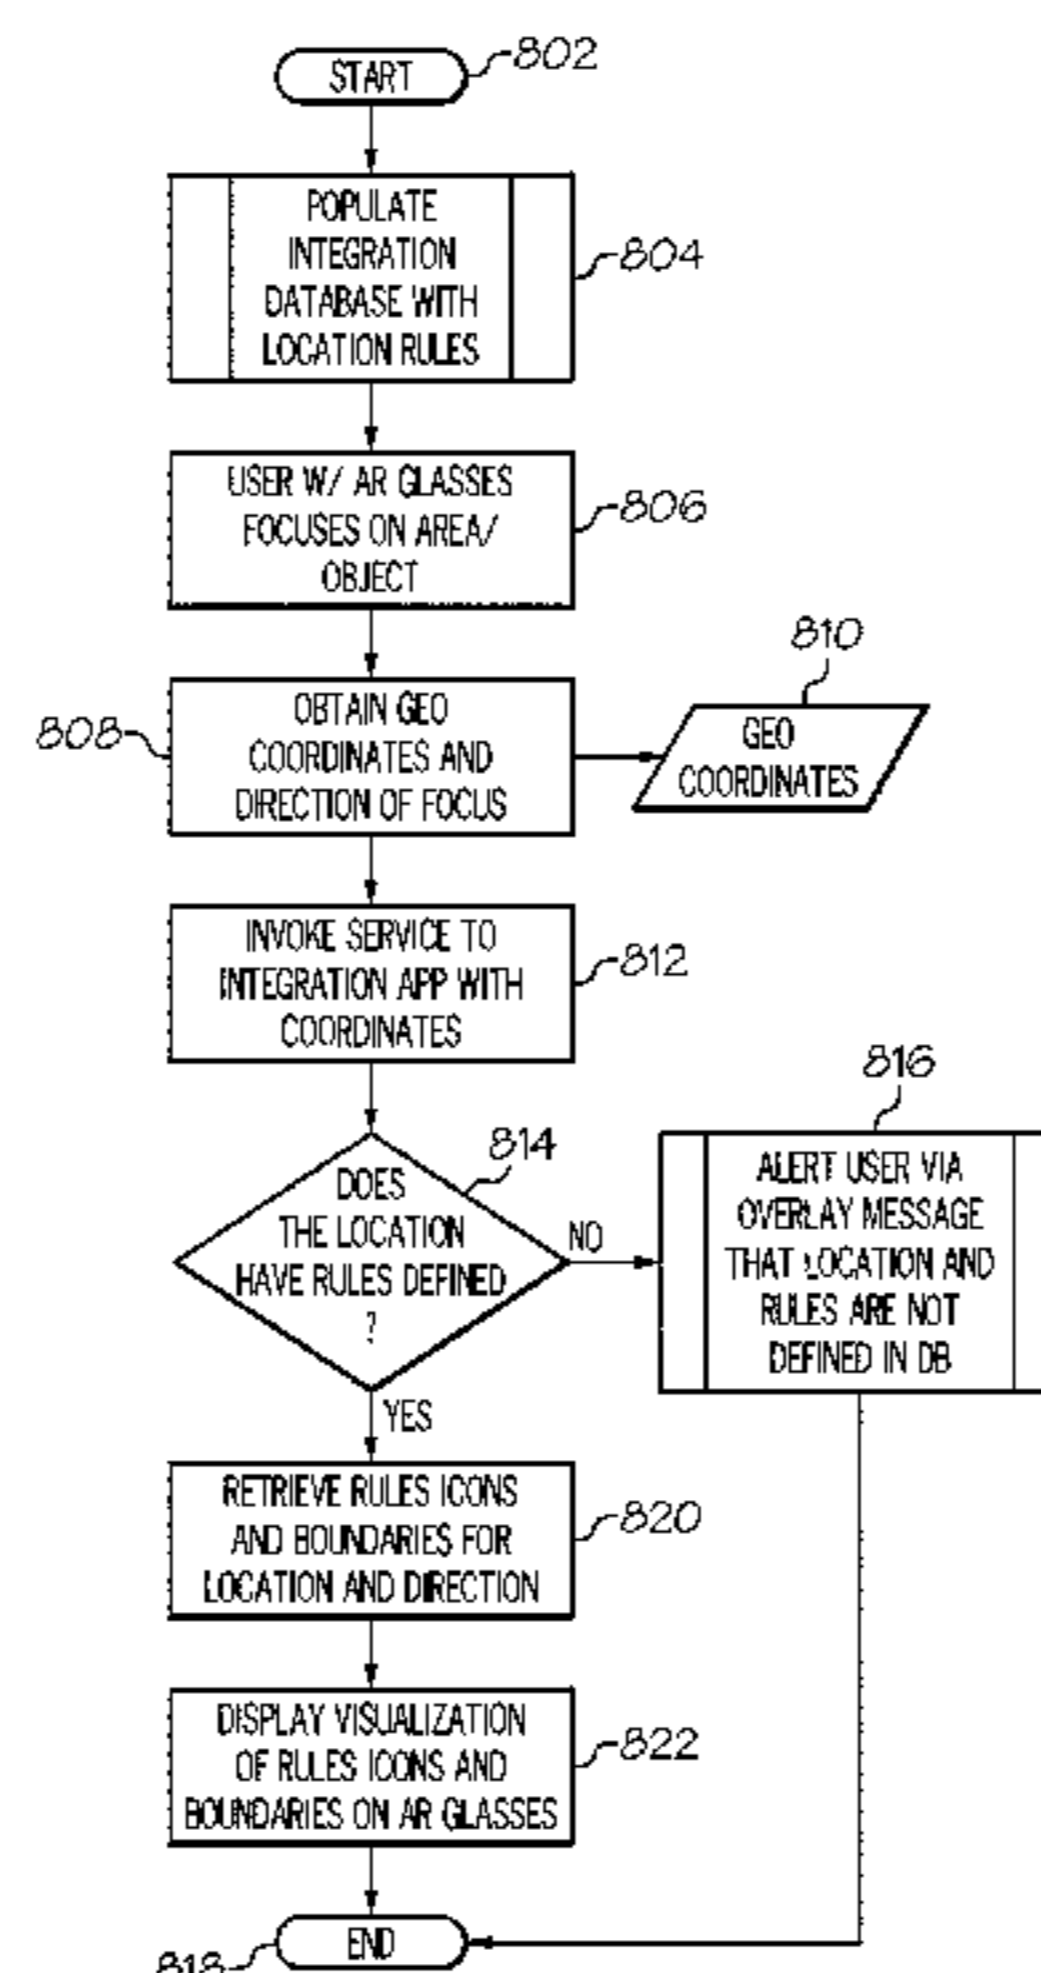 802
START
POPULATE
INTEGRATION
DATABASE WITH
LOCATION RULES
804
USER W/ AR GLASSES
FOCUSES ON AREA/
OBJECT
806
810
808
OBTAIN GEO
COORDINATES AND
DIRECTION OF FOCUS
GEO
COORDINATES
INVOKE SERVICE TO
INTEGRATION APP WITH
COORDINATES
812
816
814
DOES
THE LOCATION
HAVE RULES DEFINED
?
NO
YES
ALERT USER VIA
OVERLAY MESSAGE
THAT LOCATION AND
RULES ARE NOT
DEFINED IN DB
RETRIEVE RULES ICONS
AND BOUNDARIES FOR
LOCATION AND DIRECTION
820
DISPLAY VISUALIZATION
OF RULES ICONS AND
BOUNDARIES ON AR GLASSES
822
END
818